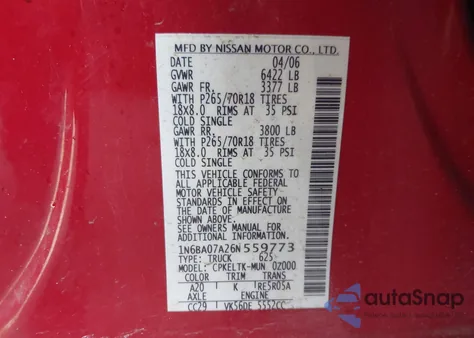 MFD BY NISSAN MOTOR CO., LTD.
DATE 04/06
GVWR 6422 LB
GAWR FR. 3377 LB
WITH P265/70R18 TIRES
18X8.0 RIMS AT 35 PSI
COLD SINGLE
GAWR RR. 3800 LB
WITH P265/70R18 TIRES
18X8.0 RIMS AT 35 PSI
COLD SINGLE
THIS VEHICLE CONFORMS TO
ALL APPLICABLE FEDERAL
MOTOR VEHICLE SAFETY
STANDARDS IN EFFECT ON
THE DATE OF MANUFACTURE
SHOWN ABOVE.
SEE OWNERS MANUAL FOR
ADDITIONAL INFORMATION
1N6BA07A26N559773
TYPE: TRUCK 625
MODEL: CPKELTK-MUN 0Z000
COLOR TRIM TRANS
A20 K RE5R05A
AXLE ENGINE
CC29 VK56DE 5552CC
autoSnap